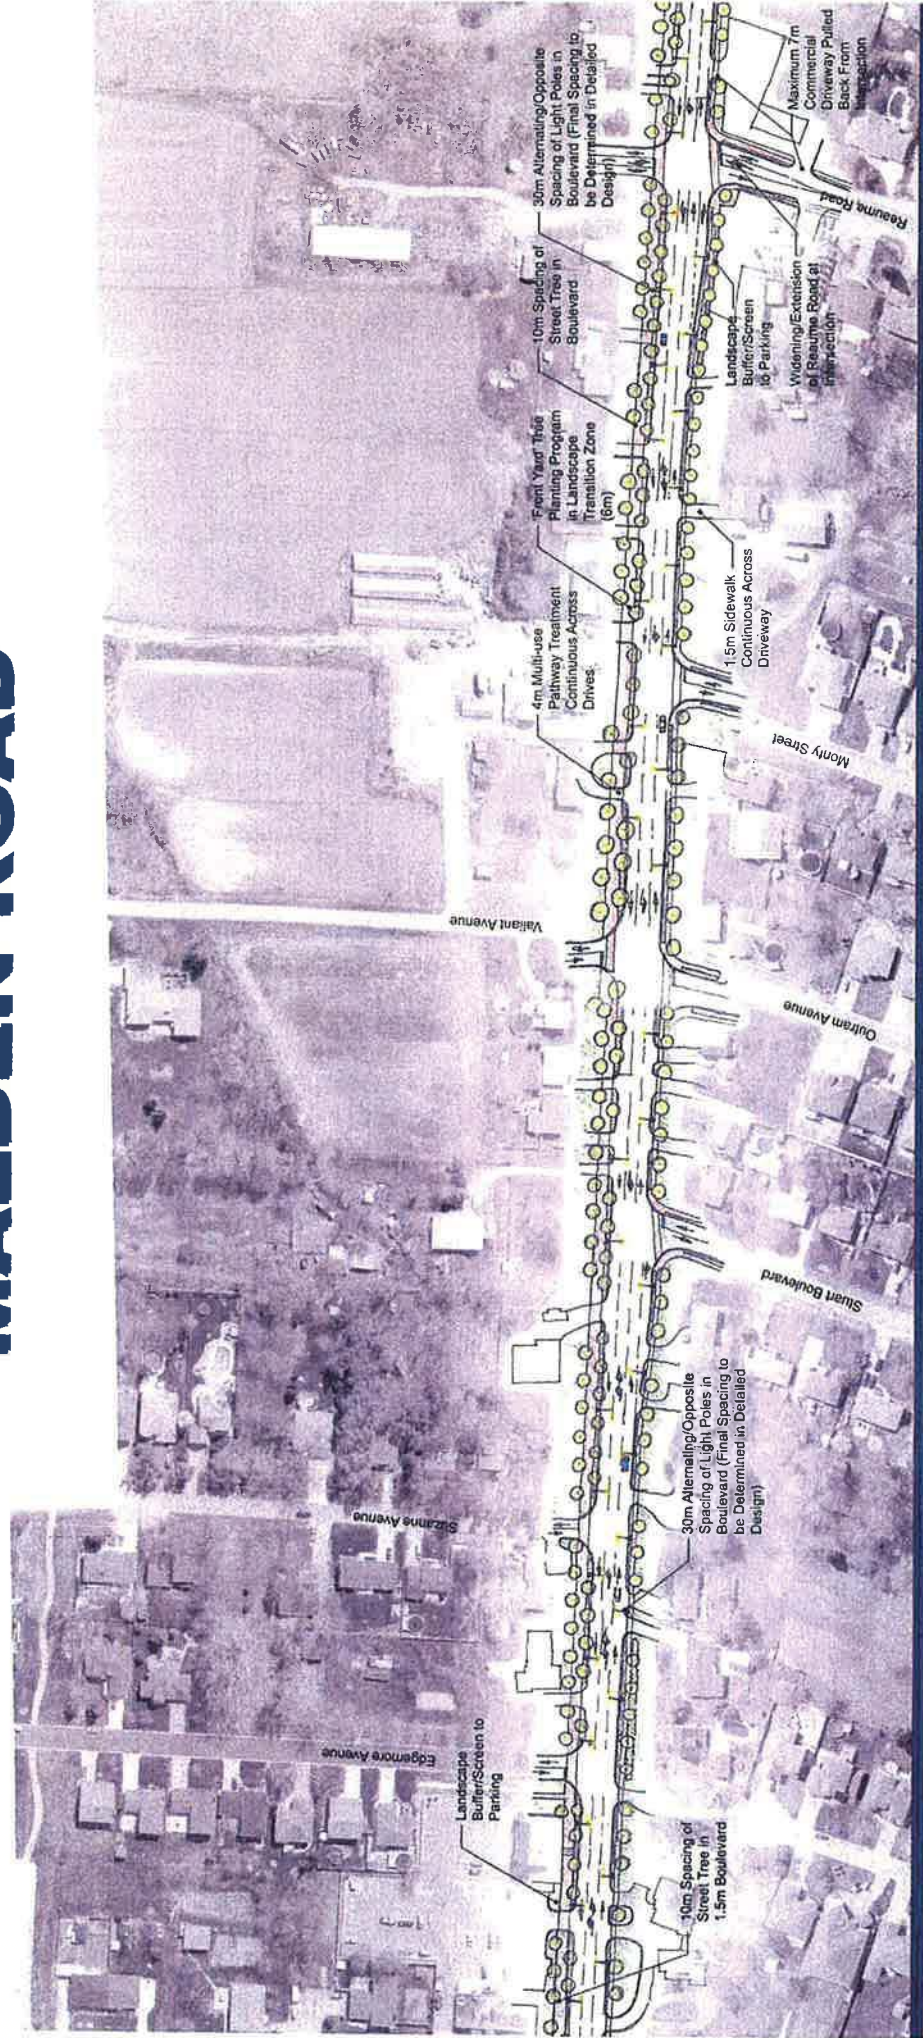 MALDEN ROAD
Edgemore Avenue
Suzanne Avenue
Valiant Avenue
Landscape
Buffer/Screen to
Parking
4m Multi-use
Pathway Treatment
Continuous Across
Drives
'Front Yard' Tree
Planting Program
in Landscape
Transition Zone
(6m)
10m Spacing of
Street Tree in
Boulevard
30m Alternating/Opposite
Spacing of Light Poles in
Boulevard (Final Spacing to
be Determined in Detailed
Design)
10m Spacing of
Street Tree in
1.5m Boulevard
30m Alternating/Opposite
Spacing of Light Poles in
Boulevard (Final Spacing to
be Determined in Detailed
Design)
Stuart Boulevard
Outram Avenue
Monty Street
1.5m Sidewalk
Continuous Across
Driveway
Landscape
Buffer/Screen
to Parking
Widening/Extension
of Reaume Road at
Intersection
Reaume Road
Maximum 7m
Commercial
Driveway Pulled
Back From
Intersection